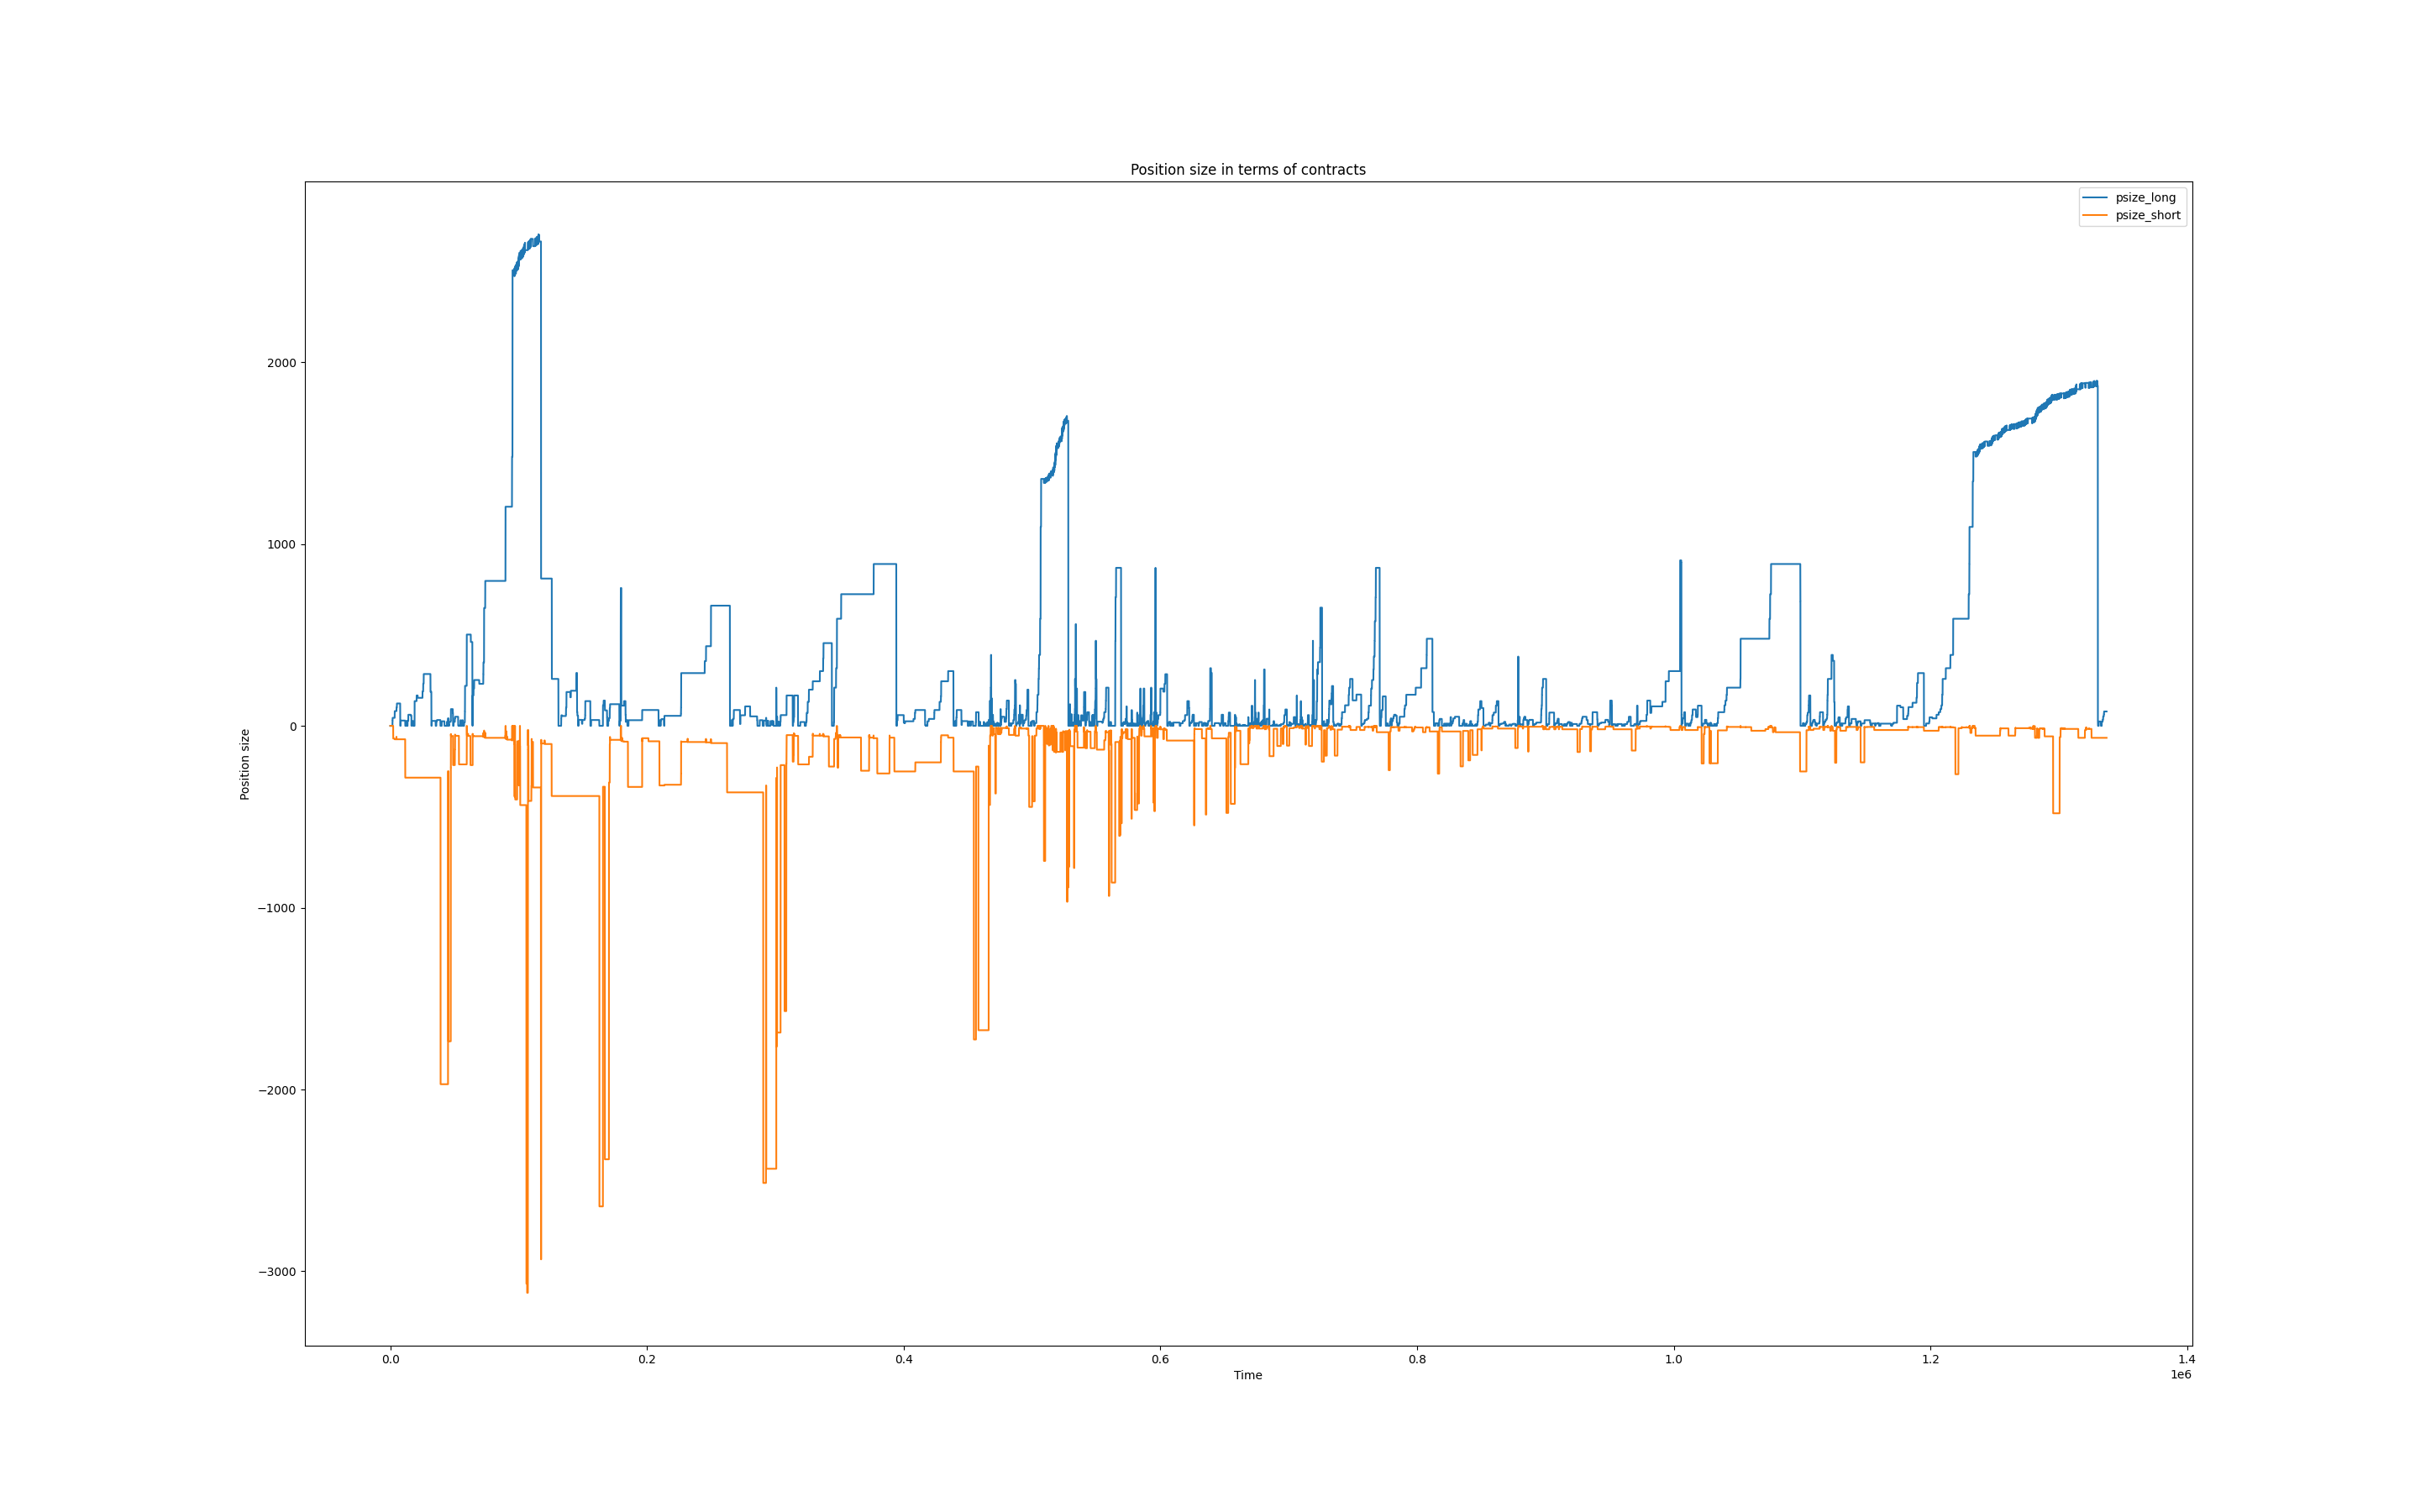 Position size in terms of contracts
psize_long
psize_short
2000
1000
0
−1000
−2000
−3000
Position size
0.0
0.2
0.4
0.6
0.8
1.0
1.2
1.4
Time
1e6